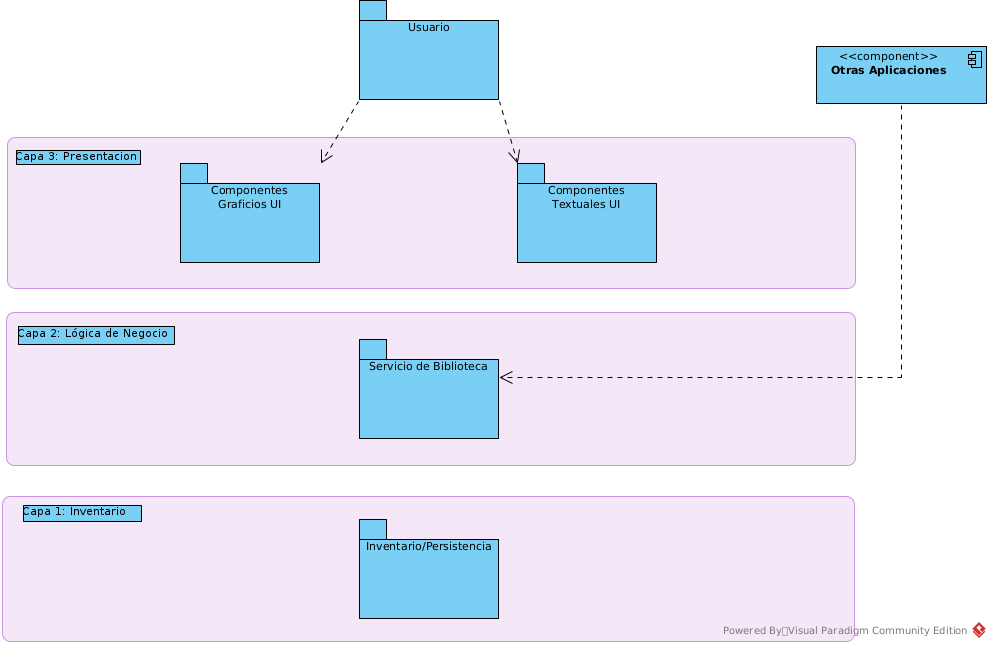 Usuario
<<component>>
Otras Aplicaciones
Capa 3: Presentacion
Componentes
Graficios UI
Componentes
Textuales UI
Capa 2: Lógica de Negocio
Servicio de Biblioteca
Capa 1: Inventario
Inventario/Persistencia
Powered By Visual Paradigm Community Edition